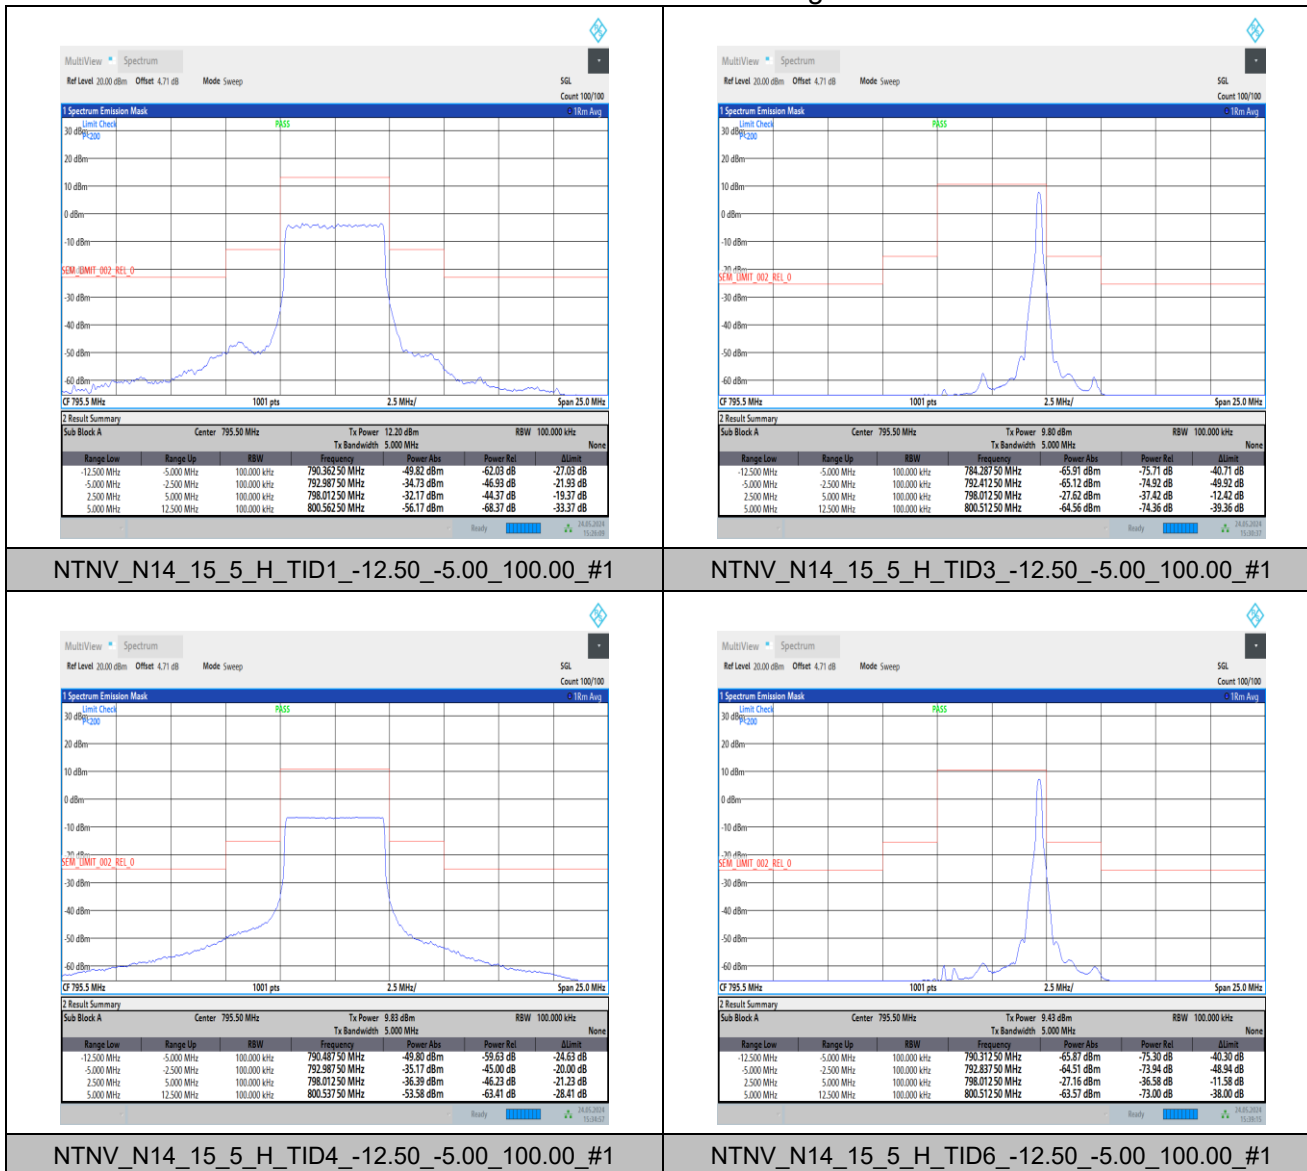 MultiView Spectrum
Ref Level 20.00 dBm Offset 4.71 dB Mode Sweep SGL
Count 100/100
1 Spectrum Emission Mask 1Rm Avg
Limit Check PASS
30 dBm P<200
20 dBm
10 dBm
0 dBm
-10 dBm
-20 dBm
SEM_LIMIT_002_REL_0
-30 dBm
-40 dBm
-50 dBm
-60 dBm
CF 795.5 MHz 1001 pts 2.5 MHz/ Span 25.0 MHz
2 Result Summary
Sub Block A Center 795.50 MHz Tx Power 12.20 dBm RBW 100.000 kHz
Tx Bandwidth 5.000 MHz None
Range Low Range Up RBW Frequency Power Abs Power Rel ΔLimit
-12.500 MHz -5.000 MHz 100.000 kHz 790.362 50 MHz -49.82 dBm -62.03 dB -27.03 dB
-5.000 MHz -2.500 MHz 100.000 kHz 792.987 50 MHz -34.73 dBm -46.93 dB -21.93 dB
2.500 MHz 5.000 MHz 100.000 kHz 798.012 50 MHz -32.17 dBm -44.37 dB -19.37 dB
5.000 MHz 12.500 MHz 100.000 kHz 800.562 50 MHz -56.17 dBm -68.37 dB -33.37 dB
Ready 24.05.2024
NTNV_N14_15_5_H_TID1_-12.50_-5.00_100.00_#1
MultiView Spectrum
Ref Level 20.00 dBm Offset 4.71 dB Mode Sweep SGL
Count 100/100
1 Spectrum Emission Mask 1Rm Avg
Limit Check PASS
30 dBm P<200
20 dBm
10 dBm
0 dBm
-10 dBm
-20 dBm
SEM_LIMIT_002_REL_0
-30 dBm
-40 dBm
-50 dBm
-60 dBm
CF 795.5 MHz 1001 pts 2.5 MHz/ Span 25.0 MHz
2 Result Summary
Sub Block A Center 795.50 MHz Tx Power 9.80 dBm RBW 100.000 kHz
Tx Bandwidth 5.000 MHz None
Range Low Range Up RBW Frequency Power Abs Power Rel ΔLimit
-12.500 MHz -5.000 MHz 100.000 kHz 784.287 50 MHz -65.91 dBm -75.71 dB -40.71 dB
-5.000 MHz -2.500 MHz 100.000 kHz 792.412 50 MHz -65.12 dBm -74.92 dB -49.92 dB
2.500 MHz 5.000 MHz 100.000 kHz 798.012 50 MHz -27.62 dBm -37.42 dB -12.42 dB
5.000 MHz 12.500 MHz 100.000 kHz 800.512 50 MHz -64.56 dBm -74.36 dB -39.36 dB
Ready 24.05.2024
NTNV_N14_15_5_H_TID3_-12.50_-5.00_100.00_#1
MultiView Spectrum
Ref Level 20.00 dBm Offset 4.71 dB Mode Sweep SGL
Count 100/100
1 Spectrum Emission Mask 1Rm Avg
Limit Check PASS
30 dBm P<200
20 dBm
10 dBm
0 dBm
-10 dBm
-20 dBm
SEM_LIMIT_002_REL_0
-30 dBm
-40 dBm
-50 dBm
-60 dBm
CF 795.5 MHz 1001 pts 2.5 MHz/ Span 25.0 MHz
2 Result Summary
Sub Block A Center 795.50 MHz Tx Power 9.83 dBm RBW 100.000 kHz
Tx Bandwidth 5.000 MHz None
Range Low Range Up RBW Frequency Power Abs Power Rel ΔLimit
-12.500 MHz -5.000 MHz 100.000 kHz 790.487 50 MHz -49.80 dBm -59.63 dB -24.63 dB
-5.000 MHz -2.500 MHz 100.000 kHz 792.987 50 MHz -35.17 dBm -45.00 dB -20.00 dB
2.500 MHz 5.000 MHz 100.000 kHz 798.012 50 MHz -36.39 dBm -46.23 dB -21.23 dB
5.000 MHz 12.500 MHz 100.000 kHz 800.537 50 MHz -53.58 dBm -63.41 dB -28.41 dB
Ready 24.05.2024
NTNV_N14_15_5_H_TID4_-12.50_-5.00_100.00_#1
MultiView Spectrum
Ref Level 20.00 dBm Offset 4.71 dB Mode Sweep SGL
Count 100/100
1 Spectrum Emission Mask 1Rm Avg
Limit Check PASS
30 dBm P<200
20 dBm
10 dBm
0 dBm
-10 dBm
-20 dBm
SEM_LIMIT_002_REL_0
-30 dBm
-40 dBm
-50 dBm
-60 dBm
CF 795.5 MHz 1001 pts 2.5 MHz/ Span 25.0 MHz
2 Result Summary
Sub Block A Center 795.50 MHz Tx Power 9.43 dBm RBW 100.000 kHz
Tx Bandwidth 5.000 MHz None
Range Low Range Up RBW Frequency Power Abs Power Rel ΔLimit
-12.500 MHz -5.000 MHz 100.000 kHz 790.312 50 MHz -65.87 dBm -75.30 dB -40.30 dB
-5.000 MHz -2.500 MHz 100.000 kHz 792.837 50 MHz -64.51 dBm -73.94 dB -48.94 dB
2.500 MHz 5.000 MHz 100.000 kHz 798.012 50 MHz -27.16 dBm -36.58 dB -11.58 dB
5.000 MHz 12.500 MHz 100.000 kHz 800.512 50 MHz -63.57 dBm -73.00 dB -38.00 dB
Ready 24.05.2024
NTNV_N14_15_5_H_TID6_-12.50_-5.00_100.00_#1